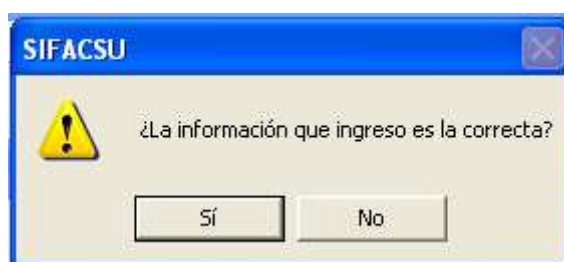 SIFACSU
¿La información que ingreso es la correcta?
Sí No